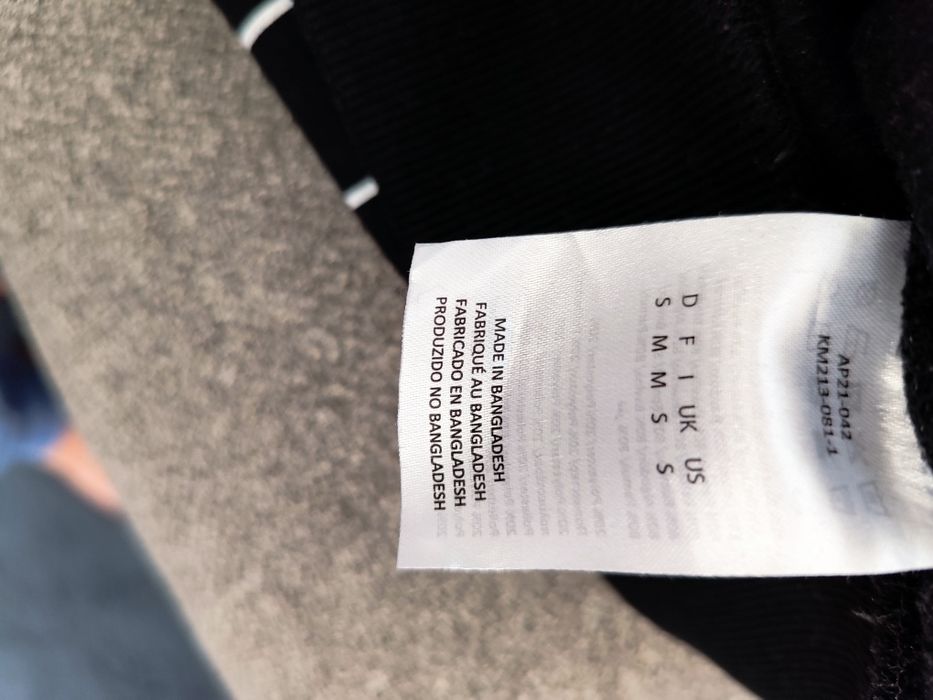 AP21-042
KM213-081-1
D F I UK US
S M M S S
MADE IN BANGLADESH
FABRIQUÉ AU BANGLADESH
FABRICADO EN BANGLADESH
PRODUZIDO NO BANGLADESH